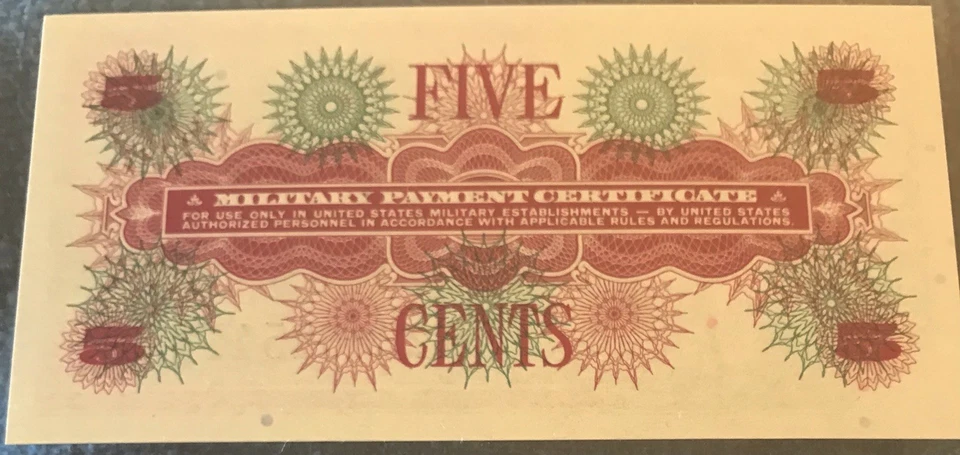 FIVE
MILITARY PAYMENT CERTIFICATE
FOR USE ONLY IN UNITED STATES MILITARY ESTABLISHMENTS — BY UNITED STATES
AUTHORIZED PERSONNEL IN ACCORDANCE WITH APPLICABLE RULES AND REGULATIONS.
CENTS